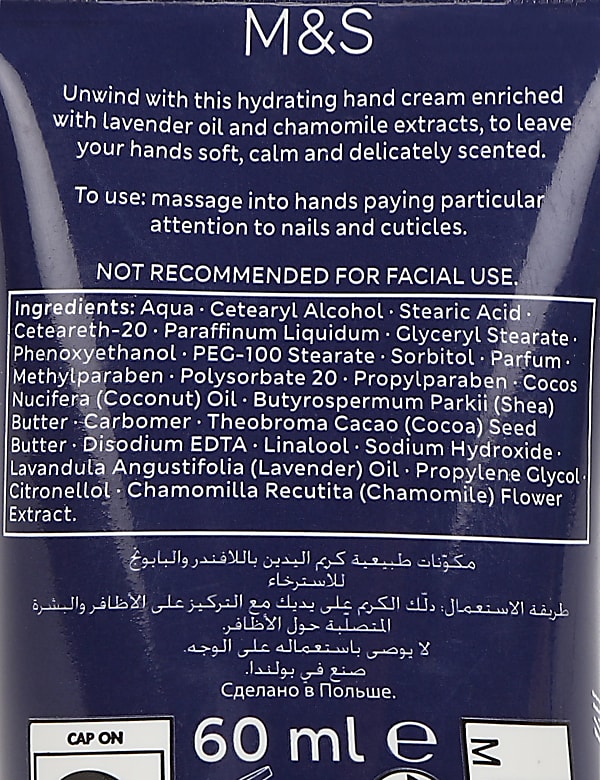 M&S
Unwind with this hydrating hand cream enriched
with lavender oil and chamomile extracts, to leave
your hands soft, calm and delicately scented.
To use: massage into hands paying particular
attention to nails and cuticles.
NOT RECOMMENDED FOR FACIAL USE.
Ingredients: Aqua · Cetearyl Alcohol · Stearic Acid ·
Ceteareth-20 · Paraffinum Liquidum · Glyceryl Stearate ·
Phenoxyethanol · PEG-100 Stearate · Sorbitol · Parfum ·
Methylparaben · Polysorbate 20 · Propylparaben · Cocos
Nucifera (Coconut) Oil · Butyrospermum Parkii (Shea)
Butter · Carbomer · Theobroma Cacao (Cocoa) Seed
Butter · Disodium EDTA · Linalool · Sodium Hydroxide ·
Lavandula Angustifolia (Lavender) Oil · Propylene Glycol ·
Citronellol · Chamomilla Recutita (Chamomile) Flower
Extract.
مكوّنات طبيعية كرم اليدين باللافندر والبابونج
للاسترخاء
طريقة الاستعمال: دلّك الكرم على يديك مع التركيز على الأظافر والبشرة
المتصلّبة حول الأظافر.
لا يوصى باستعماله على الوجه.
صنع في بولندا.
Сделано в Польше.
CAP ON
60 ml e
M